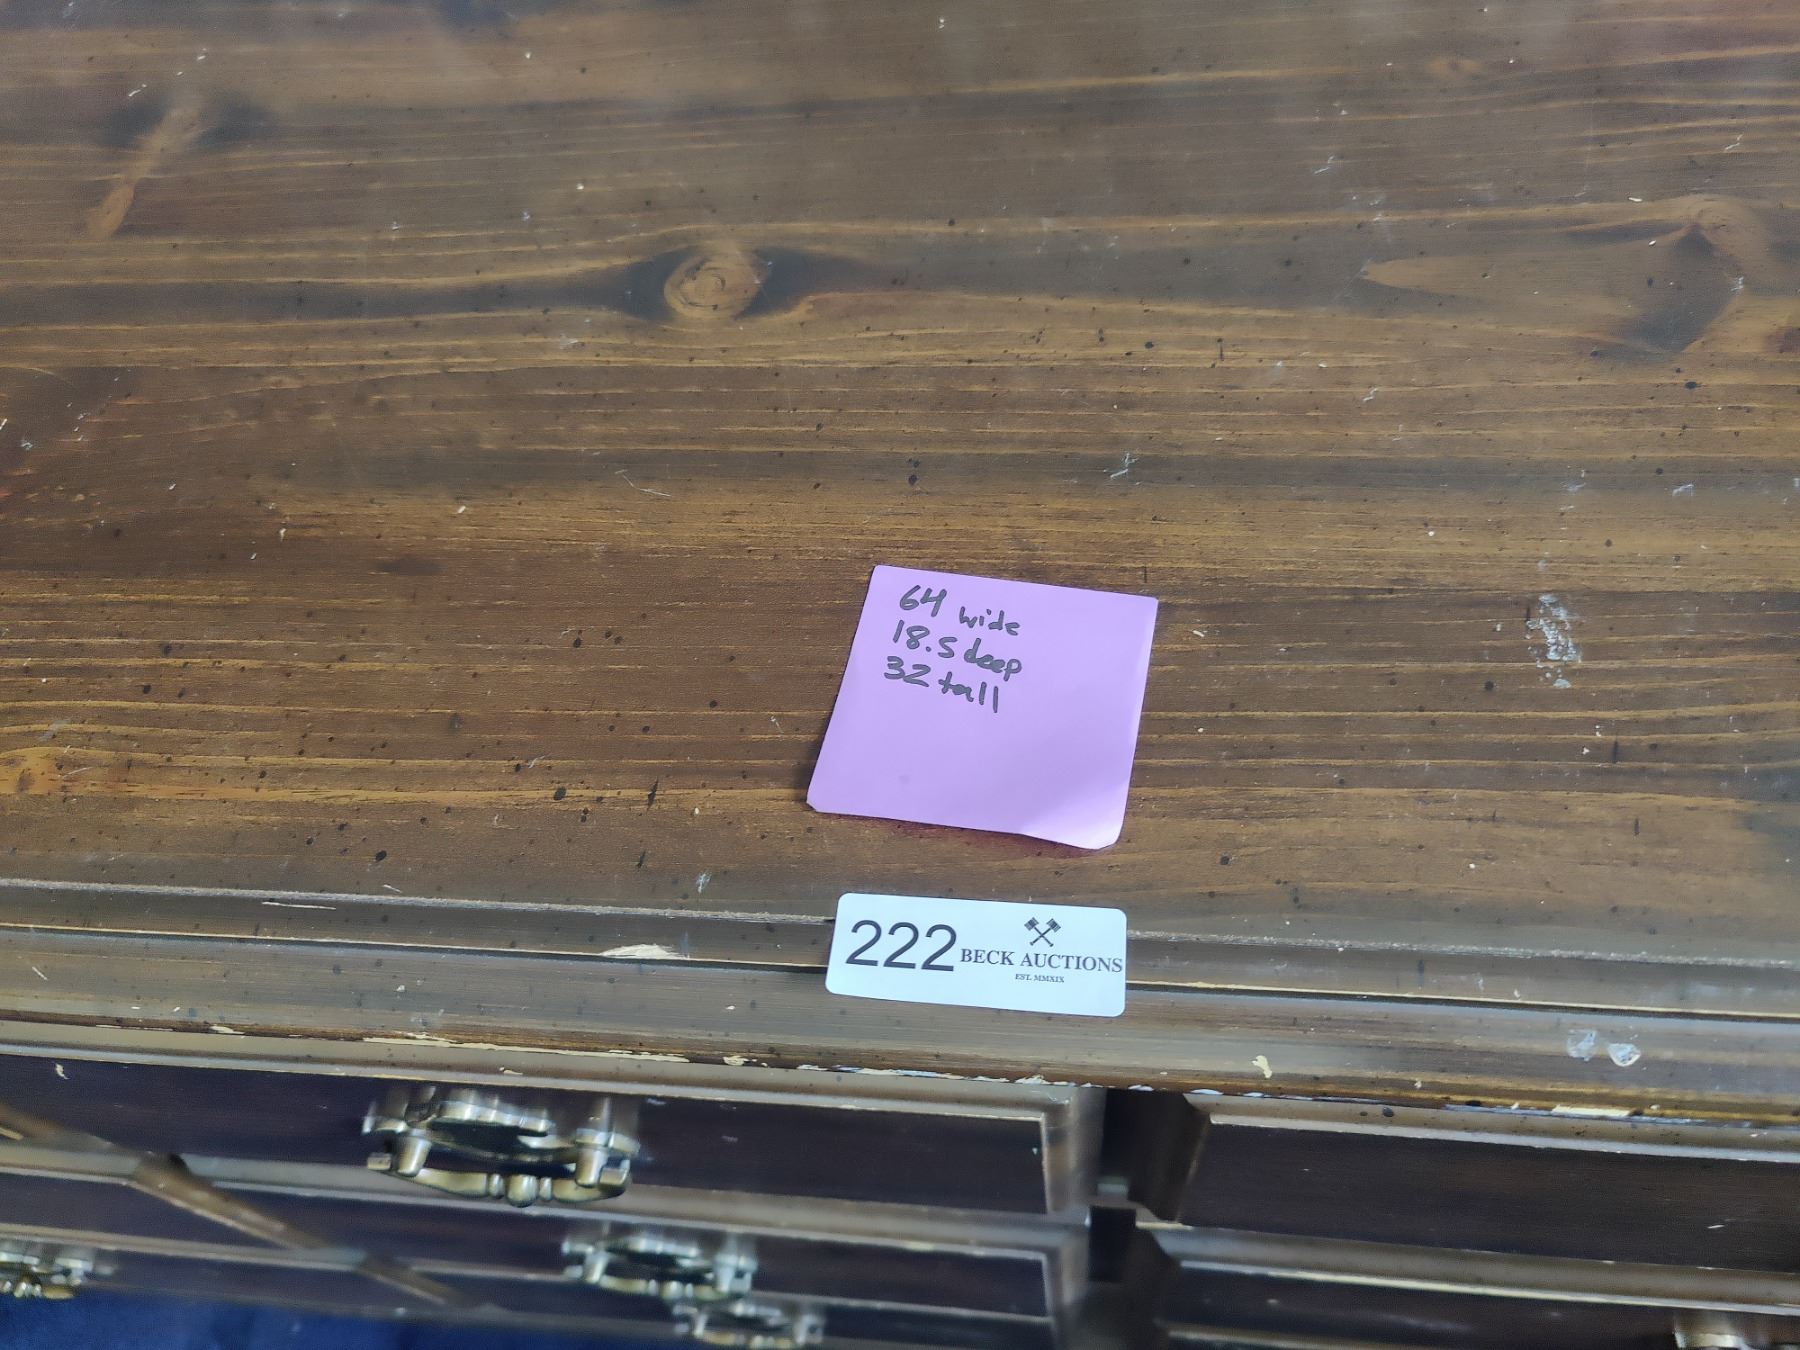 64 wide
18.5 deep
32 tall
222 BECK AUCTIONS
EST. MMXIX